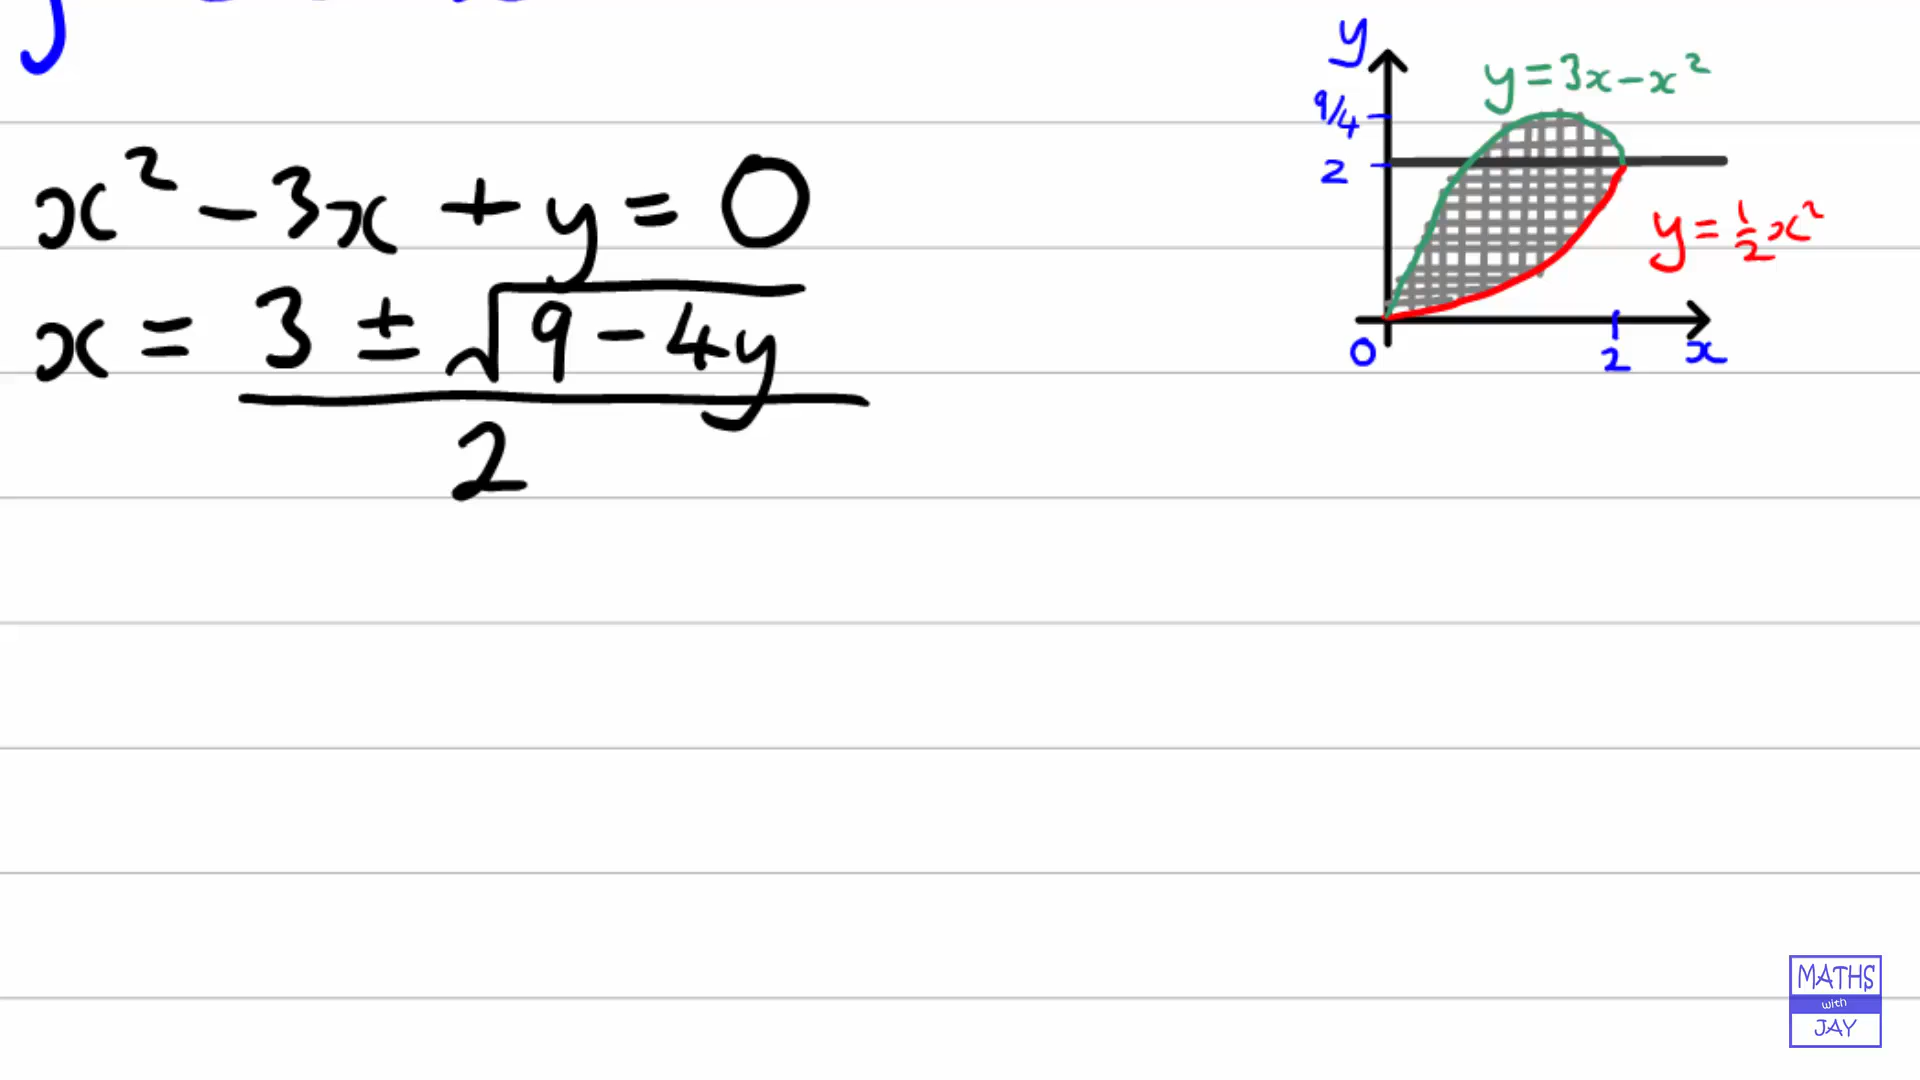 x² - 3x + y = 0
x = (3 ± √(9 - 4y)) / 2
y
9/4
2
y = 3x - x²
y = ½x²
0
2
x
MATHS
with
JAY